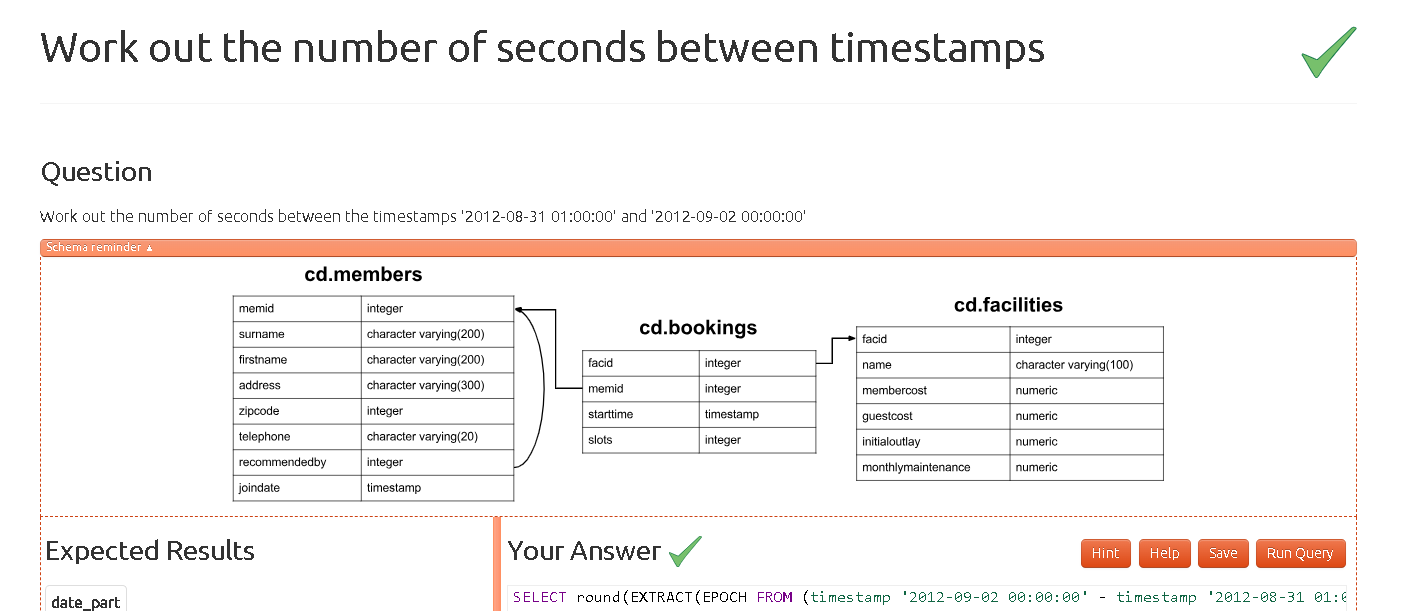 Work out the number of seconds between timestamps
Question
Work out the number of seconds between the timestamps '2012-08-31 01:00:00' and '2012-09-02 00:00:00'
Schema reminder ▲
cd.members
memid integer
surname character varying(200)
firstname character varying(200)
address character varying(300)
zipcode integer
telephone character varying(20)
recommendedby integer
joindate timestamp
cd.bookings
facid integer
memid integer
starttime timestamp
slots integer
cd.facilities
facid integer
name character varying(100)
membercost numeric
guestcost numeric
initialoutlay numeric
monthlymaintenance numeric
Expected Results
date_part
Your Answer
Hint Help Save Run Query
SELECT round(EXTRACT(EPOCH FROM (timestamp '2012-09-02 00:00:00' - timestamp '2012-08-31 01: